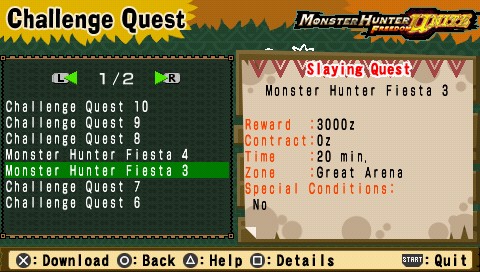 Challenge Quest
MONSTER HUNTER
FREEDOM UNITE
L 1/2 R
Challenge Quest 10
Challenge Quest 9
Challenge Quest 8
Monster Hunter Fiesta 4
Monster Hunter Fiesta 3
Challenge Quest 7
Challenge Quest 6
Slaying Quest
Monster Hunter Fiesta 3
Reward :3000z
Contract:0z
Time :20 min.
Zone :Great Arena
Special Conditions:
No
: Download : Back : Help : Details START: Quit